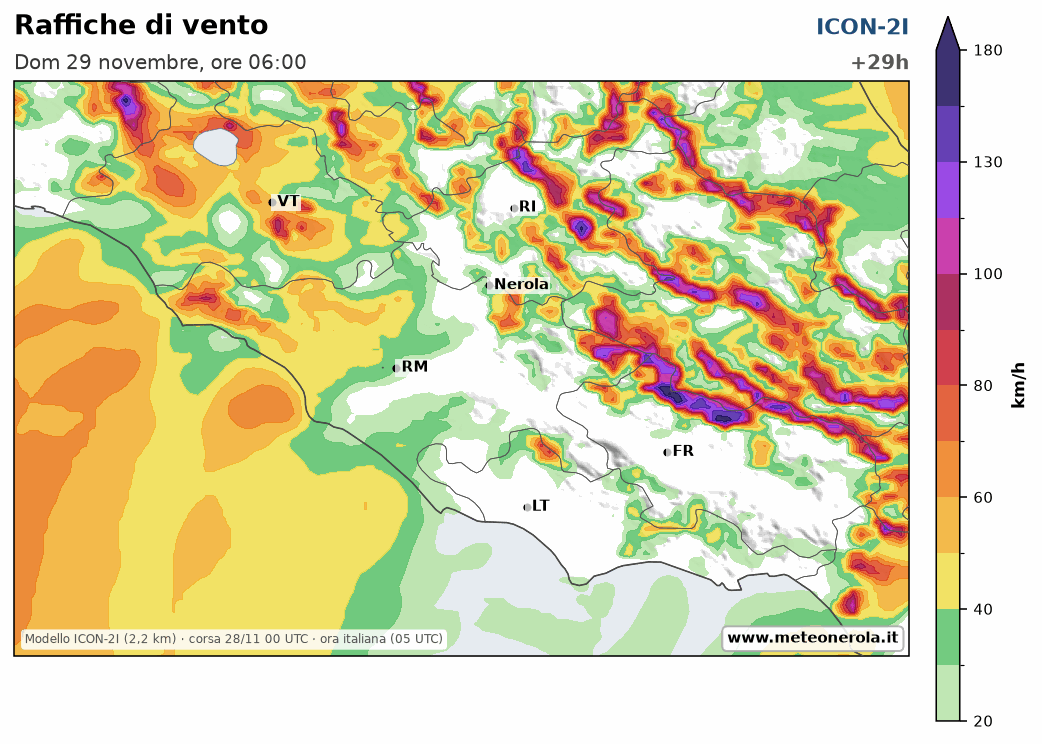 Raffiche di vento
ICON-2I
Dom 29 novembre, ore 06:00
+29h
180
130
100
80
60
40
20
km/h
VT
RI
Nerola
RM
FR
LT
Modello ICON-2I (2,2 km) · corsa 28/11 00 UTC · ora italiana (05 UTC)
www.meteonerola.it